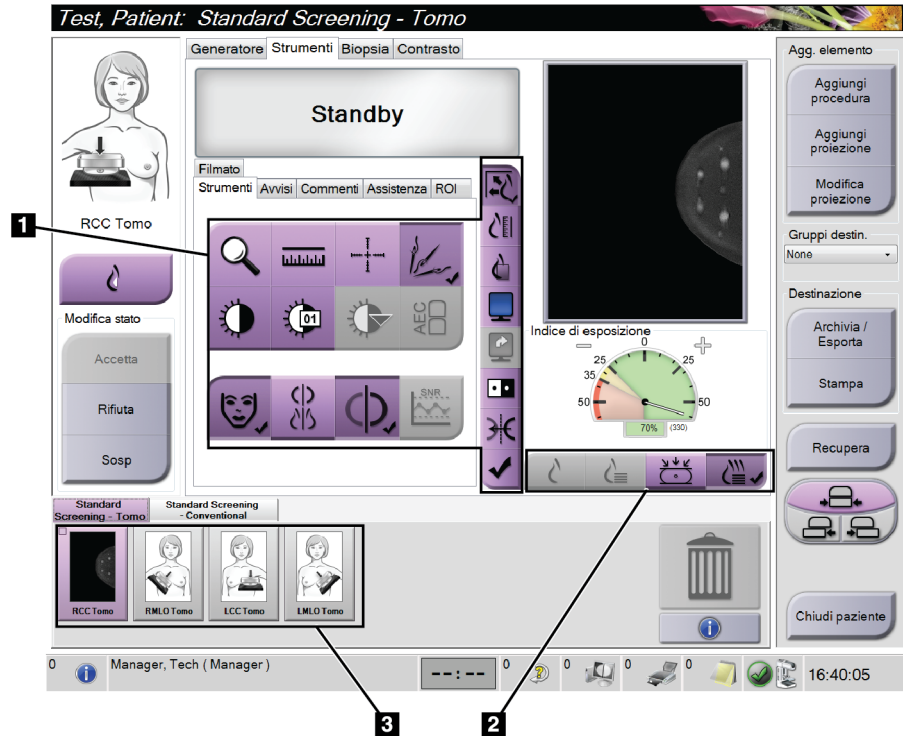 Test, Patient: Standard Screening - Tomo
Generatore Strumenti Biopsia Contrasto
Agg. elemento
Aggiungi
procedura
Aggiungi
proiezione
Modifica
proiezione
Standby
Filmato
Strumenti Avvisi Commenti Assistenza ROI
RCC Tomo
1
01
AEC
SNR
Modifica stato
Accetta
Rifiuta
Sosp
Gruppi destin.
None
Destinazione
Archivia /
Esporta
Stampa
Indice di esposizione
0
25 25
35
50 50
70% (330)
Recupera
Standard
Screening - Tomo
Standard Screening
- Conventional
RCC Tomo RMLO Tomo LCC Tomo LMLO Tomo
Chiudi paziente
0 Manager, Tech ( Manager ) --:-- 0 0 0 0 16:40:05
3 2